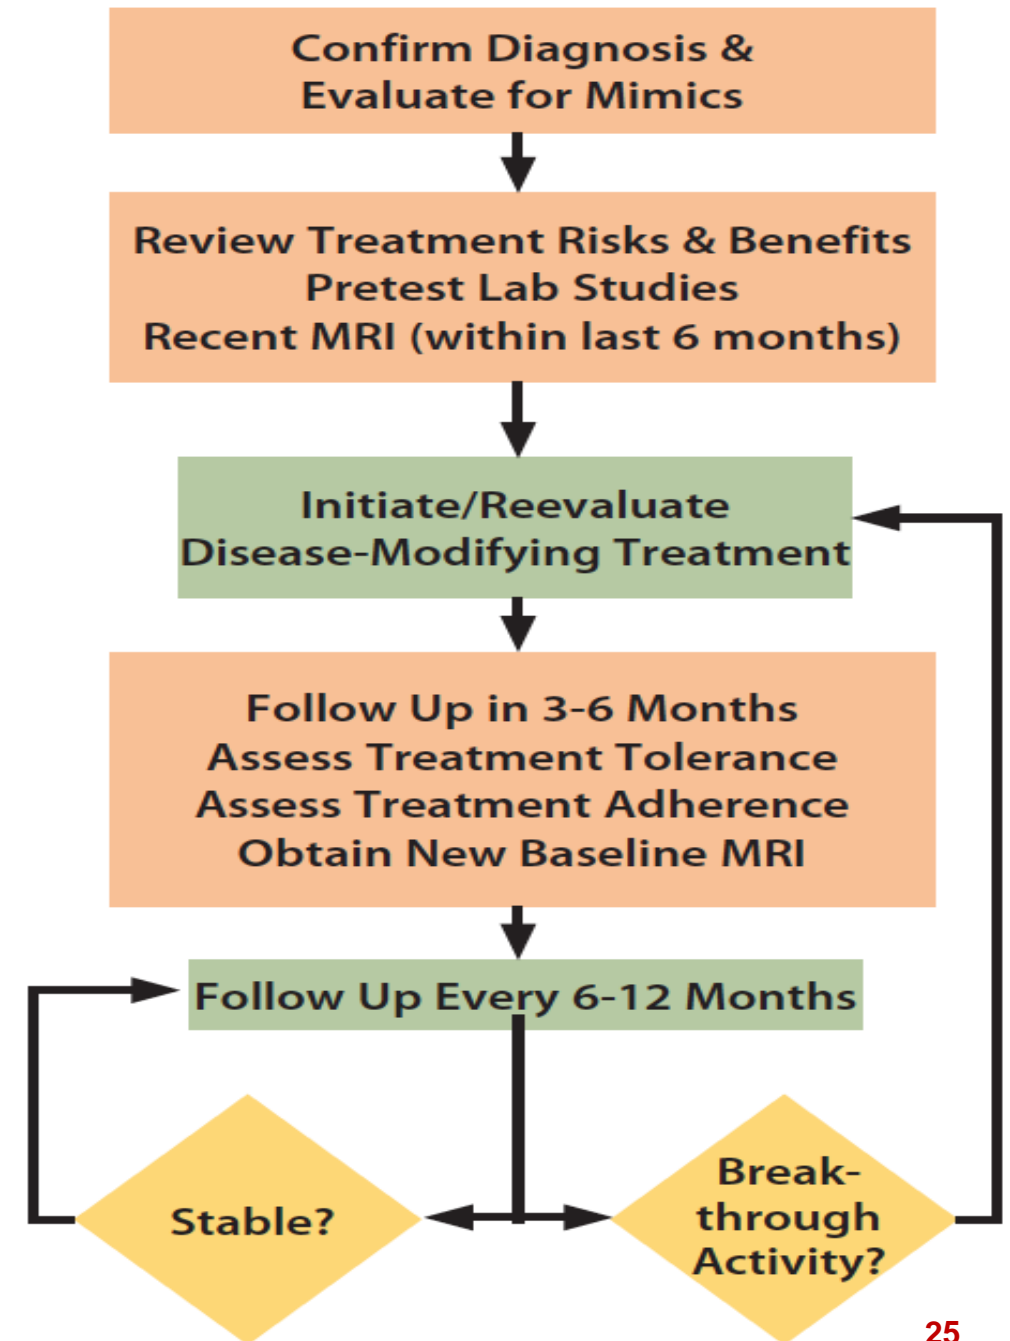 Confirm Diagnosis &
Evaluate for Mimics
Review Treatment Risks & Benefits
Pretest Lab Studies
Recent MRI (within last 6 months)
Initiate/Reevaluate
Disease-Modifying Treatment
Follow Up in 3-6 Months
Assess Treatment Tolerance
Assess Treatment Adherence
Obtain New Baseline MRI
Follow Up Every 6-12 Months
Stable?
Break-
through
Activity?
25